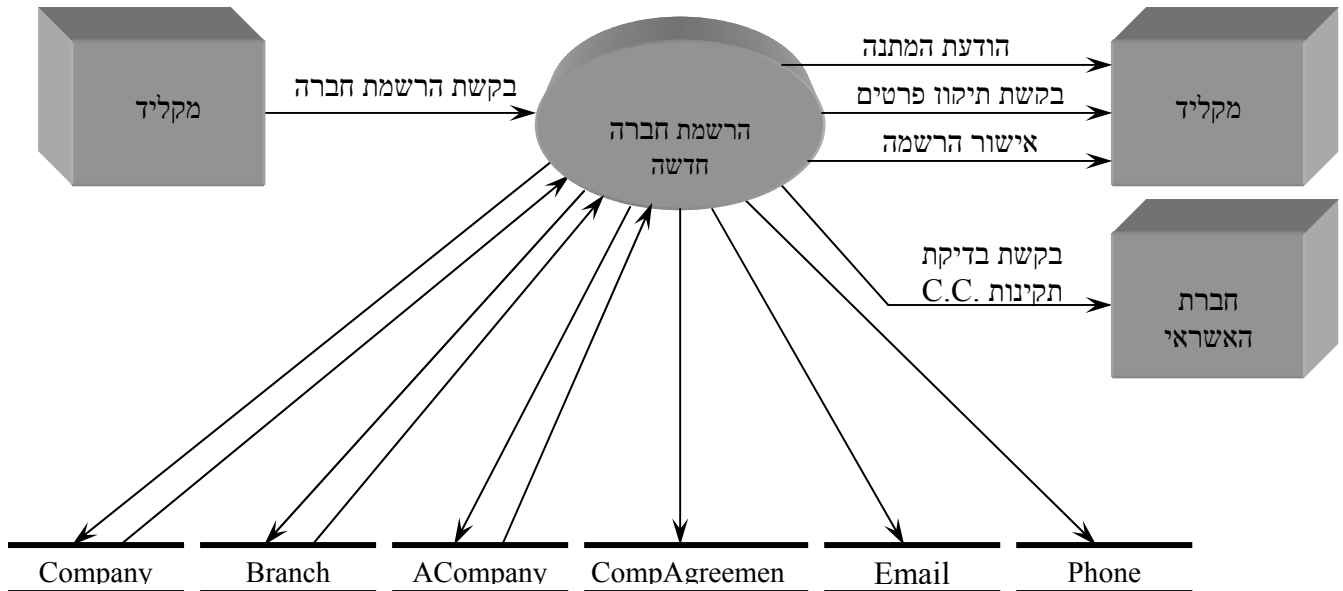 מקליד
בקשת הרשמת חברה
הרשמת חברה
חדשה
הודעת המתנה
בקשת תיקון פרטים
אישור הרשמה
מקליד
בקשת בדיקת
תקינות C.C.
חברת
האשראי
Company
Branch
ACompany
CompAgreemen
Email
Phone